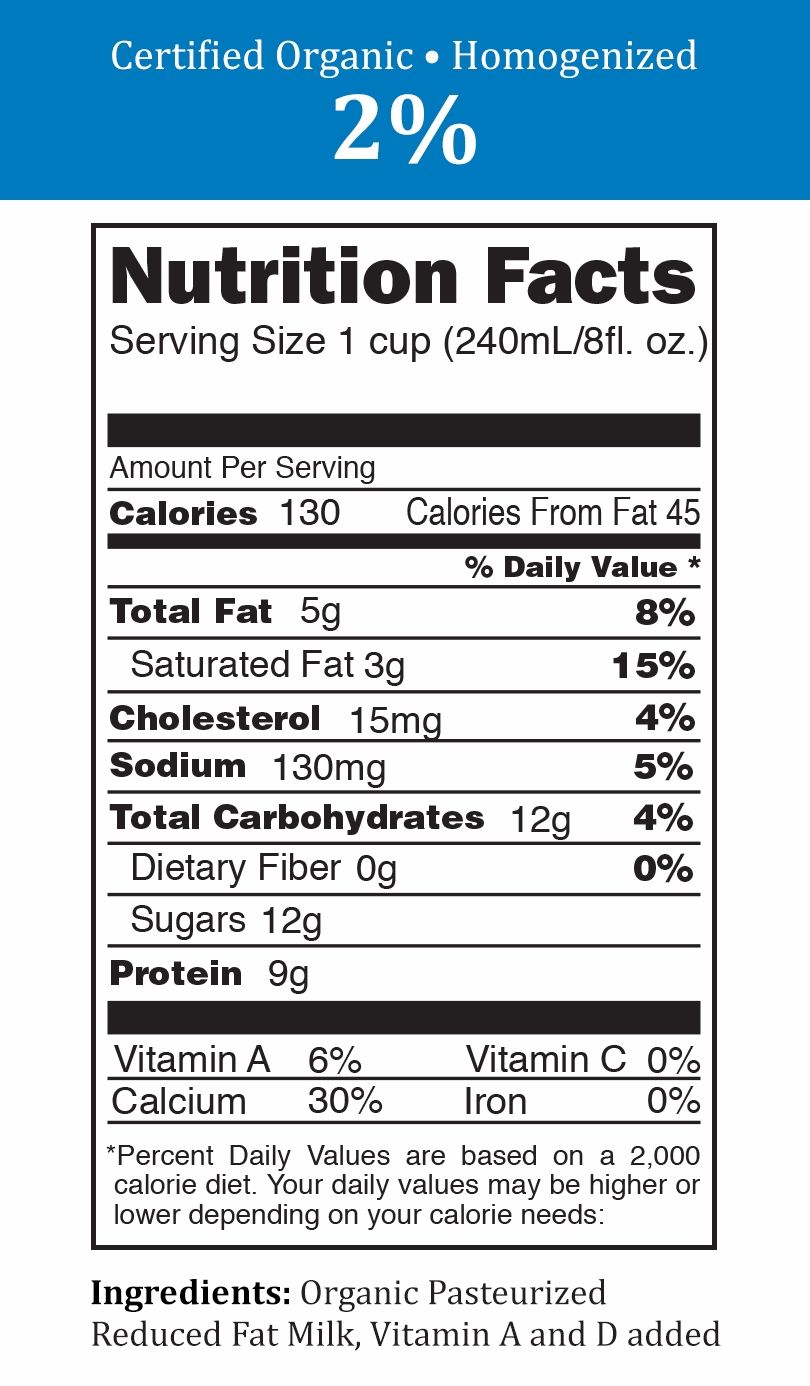 Certified Organic • Homogenized
2%
Nutrition Facts
Serving Size 1 cup (240mL/8fl. oz.)
Amount Per Serving
Calories 130 Calories From Fat 45
% Daily Value *
Total Fat 5g 8%
Saturated Fat 3g 15%
Cholesterol 15mg 4%
Sodium 130mg 5%
Total Carbohydrates 12g 4%
Dietary Fiber 0g 0%
Sugars 12g
Protein 9g
Vitamin A 6% Vitamin C 0%
Calcium 30% Iron 0%
*Percent Daily Values are based on a 2,000
calorie diet. Your daily values may be higher or
lower depending on your calorie needs:
Ingredients: Organic Pasteurized
Reduced Fat Milk, Vitamin A and D added